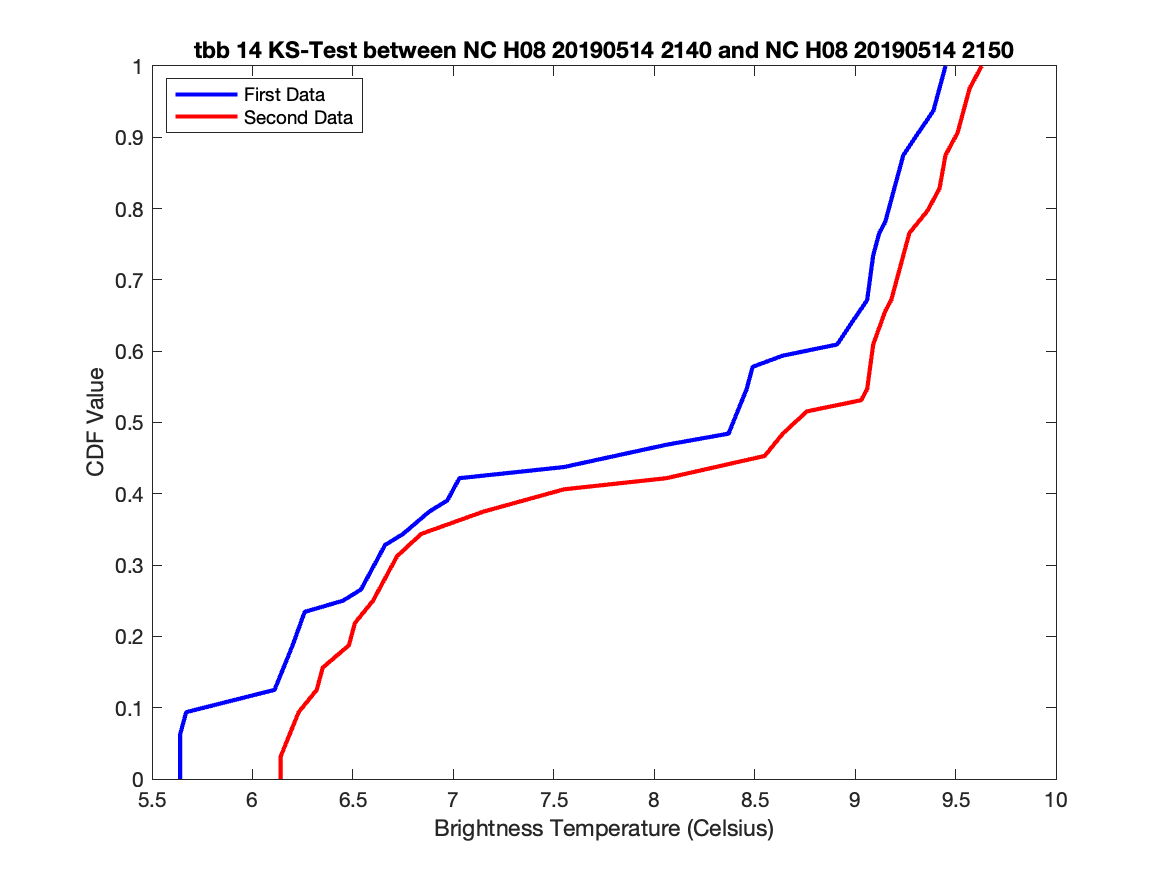 tbb 14 KS-Test between NC H08 20190514 2140 and NC H08 20190514 2150
First Data
Second Data
1
0.9
0.8
0.7
0.6
0.5
0.4
0.3
0.2
0.1
0
CDF Value
5.5 6 6.5 7 7.5 8 8.5 9 9.5 10
Brightness Temperature (Celsius)